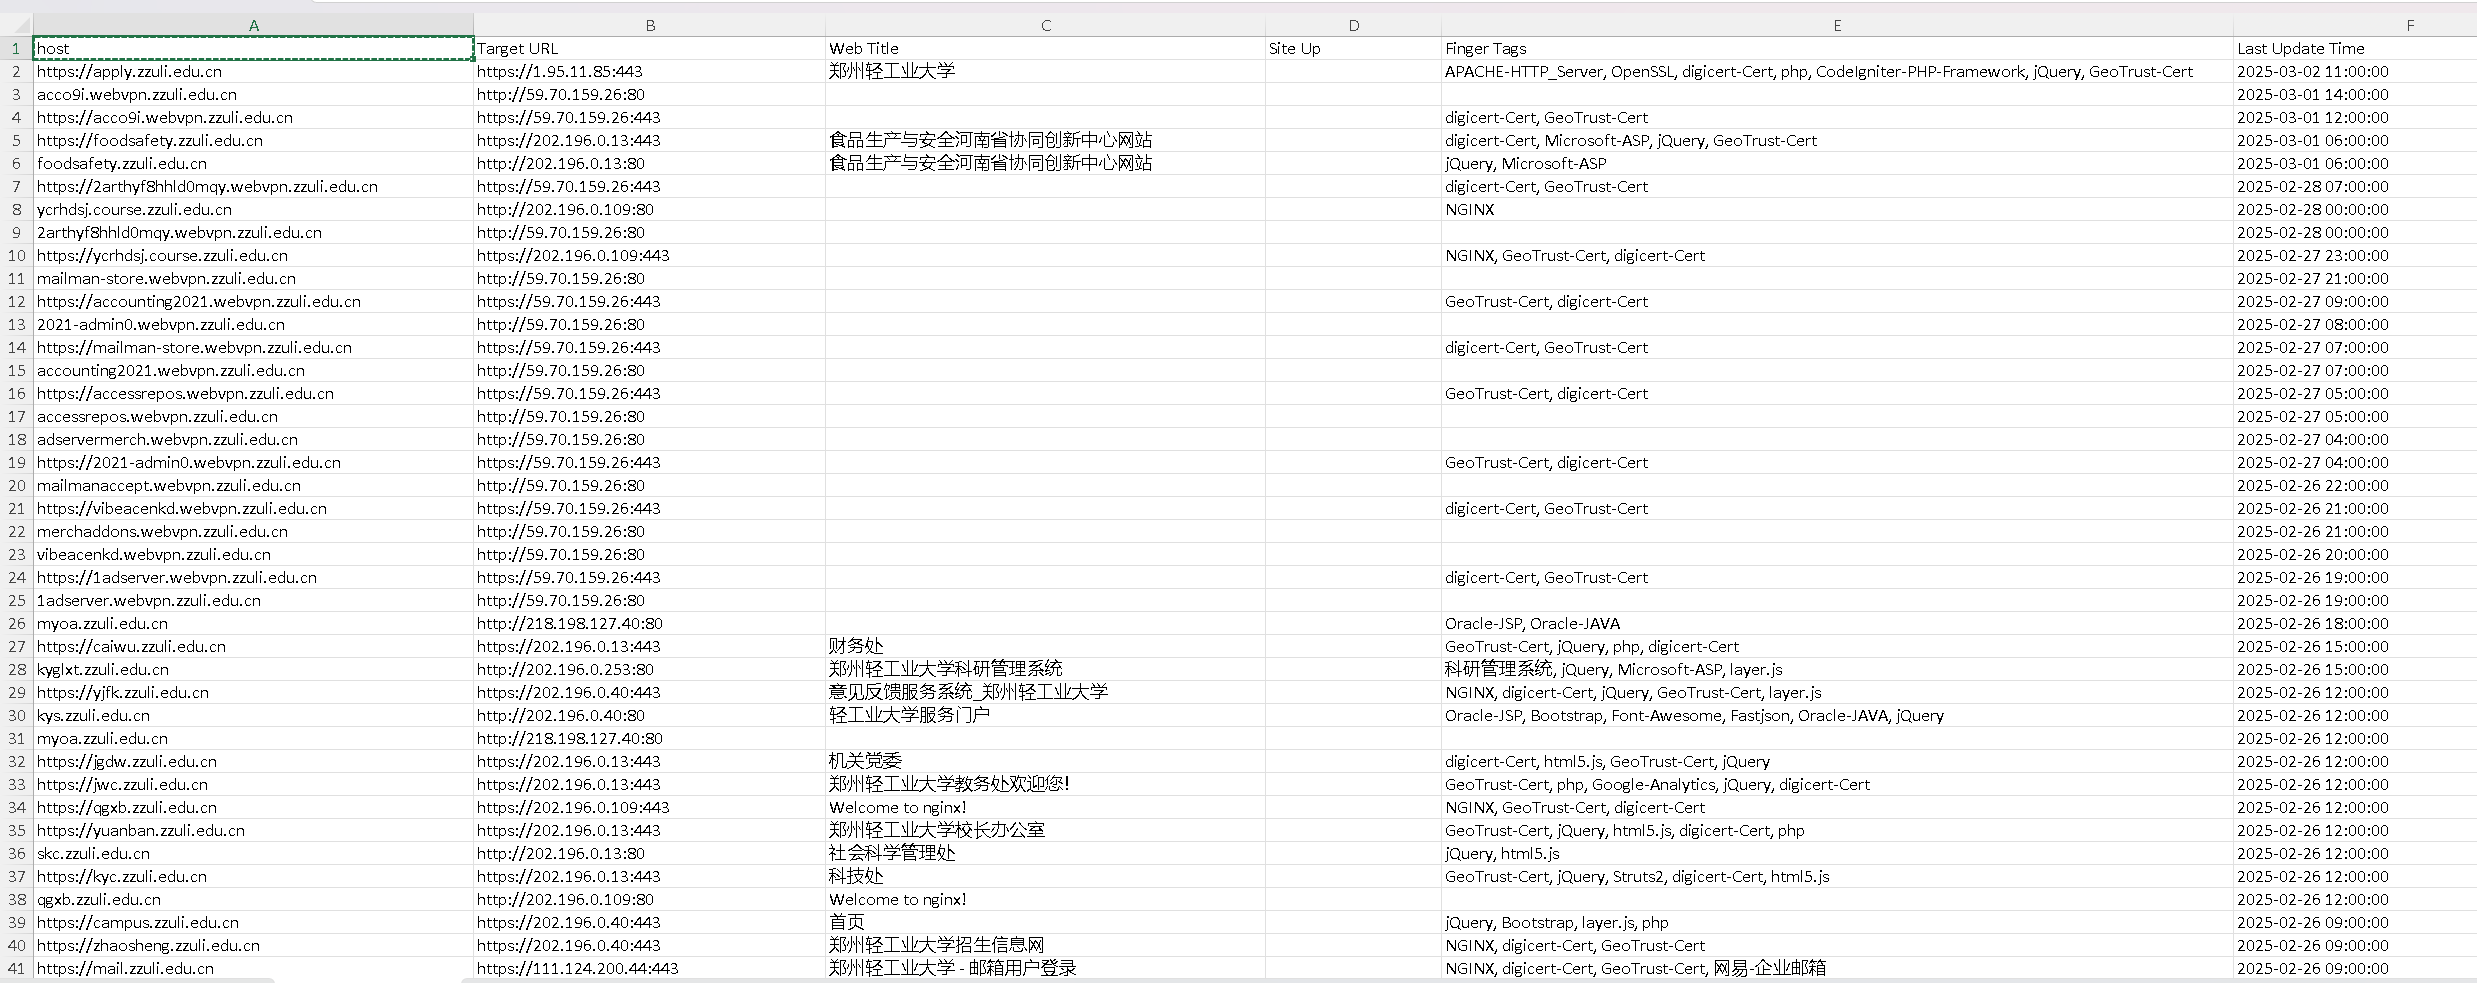 A B C D E F
1 host Target URL Web Title Site Up Finger Tags Last Update Time
2 https://apply.zzuli.edu.cn https://1.95.11.85:443 郑州轻工业大学 APACHE-HTTP_Server, OpenSSL, digicert-Cert, php, CodeIgniter-PHP-Framework, jQuery, GeoTrust-Cert 2025-03-02 11:00:00
3 acco9i.webvpn.zzuli.edu.cn http://59.70.159.26:80 2025-03-01 14:00:00
4 https://acco9i.webvpn.zzuli.edu.cn https://59.70.159.26:443 digicert-Cert, GeoTrust-Cert 2025-03-01 12:00:00
5 https://foodsafety.zzuli.edu.cn https://202.196.0.13:443 食品生产与安全河南省协同创新中心网站 digicert-Cert, Microsoft-ASP, jQuery, GeoTrust-Cert 2025-03-01 06:00:00
6 foodsafety.zzuli.edu.cn http://202.196.0.13:80 食品生产与安全河南省协同创新中心网站 jQuery, Microsoft-ASP 2025-03-01 06:00:00
7 https://2arthyf8hhld0mqy.webvpn.zzuli.edu.cn https://59.70.159.26:443 digicert-Cert, GeoTrust-Cert 2025-02-28 07:00:00
8 ycrhdsj.course.zzuli.edu.cn http://202.196.0.109:80 NGINX 2025-02-28 00:00:00
9 2arthyf8hhld0mqy.webvpn.zzuli.edu.cn http://59.70.159.26:80 2025-02-28 00:00:00
10 https://ycrhdsj.course.zzuli.edu.cn https://202.196.0.109:443 NGINX, GeoTrust-Cert, digicert-Cert 2025-02-27 23:00:00
11 mailman-store.webvpn.zzuli.edu.cn http://59.70.159.26:80 2025-02-27 21:00:00
12 https://accounting2021.webvpn.zzuli.edu.cn https://59.70.159.26:443 GeoTrust-Cert, digicert-Cert 2025-02-27 09:00:00
13 2021-admin0.webvpn.zzuli.edu.cn http://59.70.159.26:80 2025-02-27 08:00:00
14 https://mailman-store.webvpn.zzuli.edu.cn https://59.70.159.26:443 digicert-Cert, GeoTrust-Cert 2025-02-27 07:00:00
15 accounting2021.webvpn.zzuli.edu.cn http://59.70.159.26:80 2025-02-27 07:00:00
16 https://accessrepos.webvpn.zzuli.edu.cn https://59.70.159.26:443 GeoTrust-Cert, digicert-Cert 2025-02-27 05:00:00
17 accessrepos.webvpn.zzuli.edu.cn http://59.70.159.26:80 2025-02-27 05:00:00
18 adservermerch.webvpn.zzuli.edu.cn http://59.70.159.26:80 2025-02-27 04:00:00
19 https://2021-admin0.webvpn.zzuli.edu.cn https://59.70.159.26:443 GeoTrust-Cert, digicert-Cert 2025-02-27 04:00:00
20 mailmanaccept.webvpn.zzuli.edu.cn http://59.70.159.26:80 2025-02-26 22:00:00
21 https://vibeacenkd.webvpn.zzuli.edu.cn https://59.70.159.26:443 digicert-Cert, GeoTrust-Cert 2025-02-26 21:00:00
22 merchaddons.webvpn.zzuli.edu.cn http://59.70.159.26:80 2025-02-26 21:00:00
23 vibeacenkd.webvpn.zzuli.edu.cn http://59.70.159.26:80 2025-02-26 20:00:00
24 https://1adserver.webvpn.zzuli.edu.cn https://59.70.159.26:443 digicert-Cert, GeoTrust-Cert 2025-02-26 19:00:00
25 1adserver.webvpn.zzuli.edu.cn http://59.70.159.26:80 2025-02-26 19:00:00
26 myoa.zzuli.edu.cn http://218.198.127.40:80 Oracle-JSP, Oracle-JAVA 2025-02-26 18:00:00
27 https://caiwu.zzuli.edu.cn https://202.196.0.13:443 财务处 GeoTrust-Cert, jQuery, php, digicert-Cert 2025-02-26 15:00:00
28 kyglxt.zzuli.edu.cn http://202.196.0.253:80 郑州轻工业大学科研管理系统 科研管理系统, jQuery, Microsoft-ASP, layer.js 2025-02-26 15:00:00
29 https://yjfk.zzuli.edu.cn https://202.196.0.40:443 意见反馈服务系统_郑州轻工业大学 NGINX, digicert-Cert, jQuery, GeoTrust-Cert, layer.js 2025-02-26 12:00:00
30 kys.zzuli.edu.cn http://202.196.0.40:80 轻工业大学服务门户 Oracle-JSP, Bootstrap, Font-Awesome, Fastjson, Oracle-JAVA, jQuery 2025-02-26 12:00:00
31 myoa.zzuli.edu.cn http://218.198.127.40:80 2025-02-26 12:00:00
32 https://jgdw.zzuli.edu.cn https://202.196.0.13:443 机关党委 digicert-Cert, html5.js, GeoTrust-Cert, jQuery 2025-02-26 12:00:00
33 https://jwc.zzuli.edu.cn https://202.196.0.13:443 郑州轻工业大学教务处欢迎您! GeoTrust-Cert, php, Google-Analytics, jQuery, digicert-Cert 2025-02-26 12:00:00
34 https://qgxb.zzuli.edu.cn https://202.196.0.109:443 Welcome to nginx! NGINX, GeoTrust-Cert, digicert-Cert 2025-02-26 12:00:00
35 https://yuanban.zzuli.edu.cn https://202.196.0.13:443 郑州轻工业大学校长办公室 GeoTrust-Cert, jQuery, html5.js, digicert-Cert, php 2025-02-26 12:00:00
36 skc.zzuli.edu.cn http://202.196.0.13:80 社会科学管理处 jQuery, html5.js 2025-02-26 12:00:00
37 https://kyc.zzuli.edu.cn https://202.196.0.13:443 科技处 GeoTrust-Cert, jQuery, Struts2, digicert-Cert, html5.js 2025-02-26 12:00:00
38 qgxb.zzuli.edu.cn http://202.196.0.109:80 Welcome to nginx! 2025-02-26 12:00:00
39 https://campus.zzuli.edu.cn https://202.196.0.40:443 首页 jQuery, Bootstrap, layer.js, php 2025-02-26 09:00:00
40 https://zhaosheng.zzuli.edu.cn https://202.196.0.40:443 郑州轻工业大学招生信息网 NGINX, digicert-Cert, GeoTrust-Cert 2025-02-26 09:00:00
41 https://mail.zzuli.edu.cn https://111.124.200.44:443 郑州轻工业大学 - 邮箱用户登录 NGINX, digicert-Cert, GeoTrust-Cert, 网易-企业邮箱 2025-02-26 09:00:00